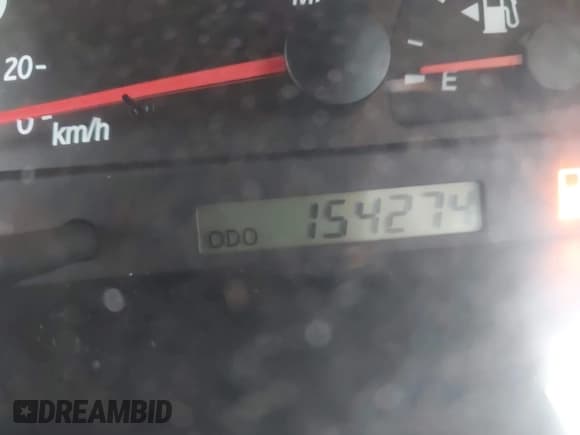 20-
0- km/h
E
ODO 154274
DREAMBID